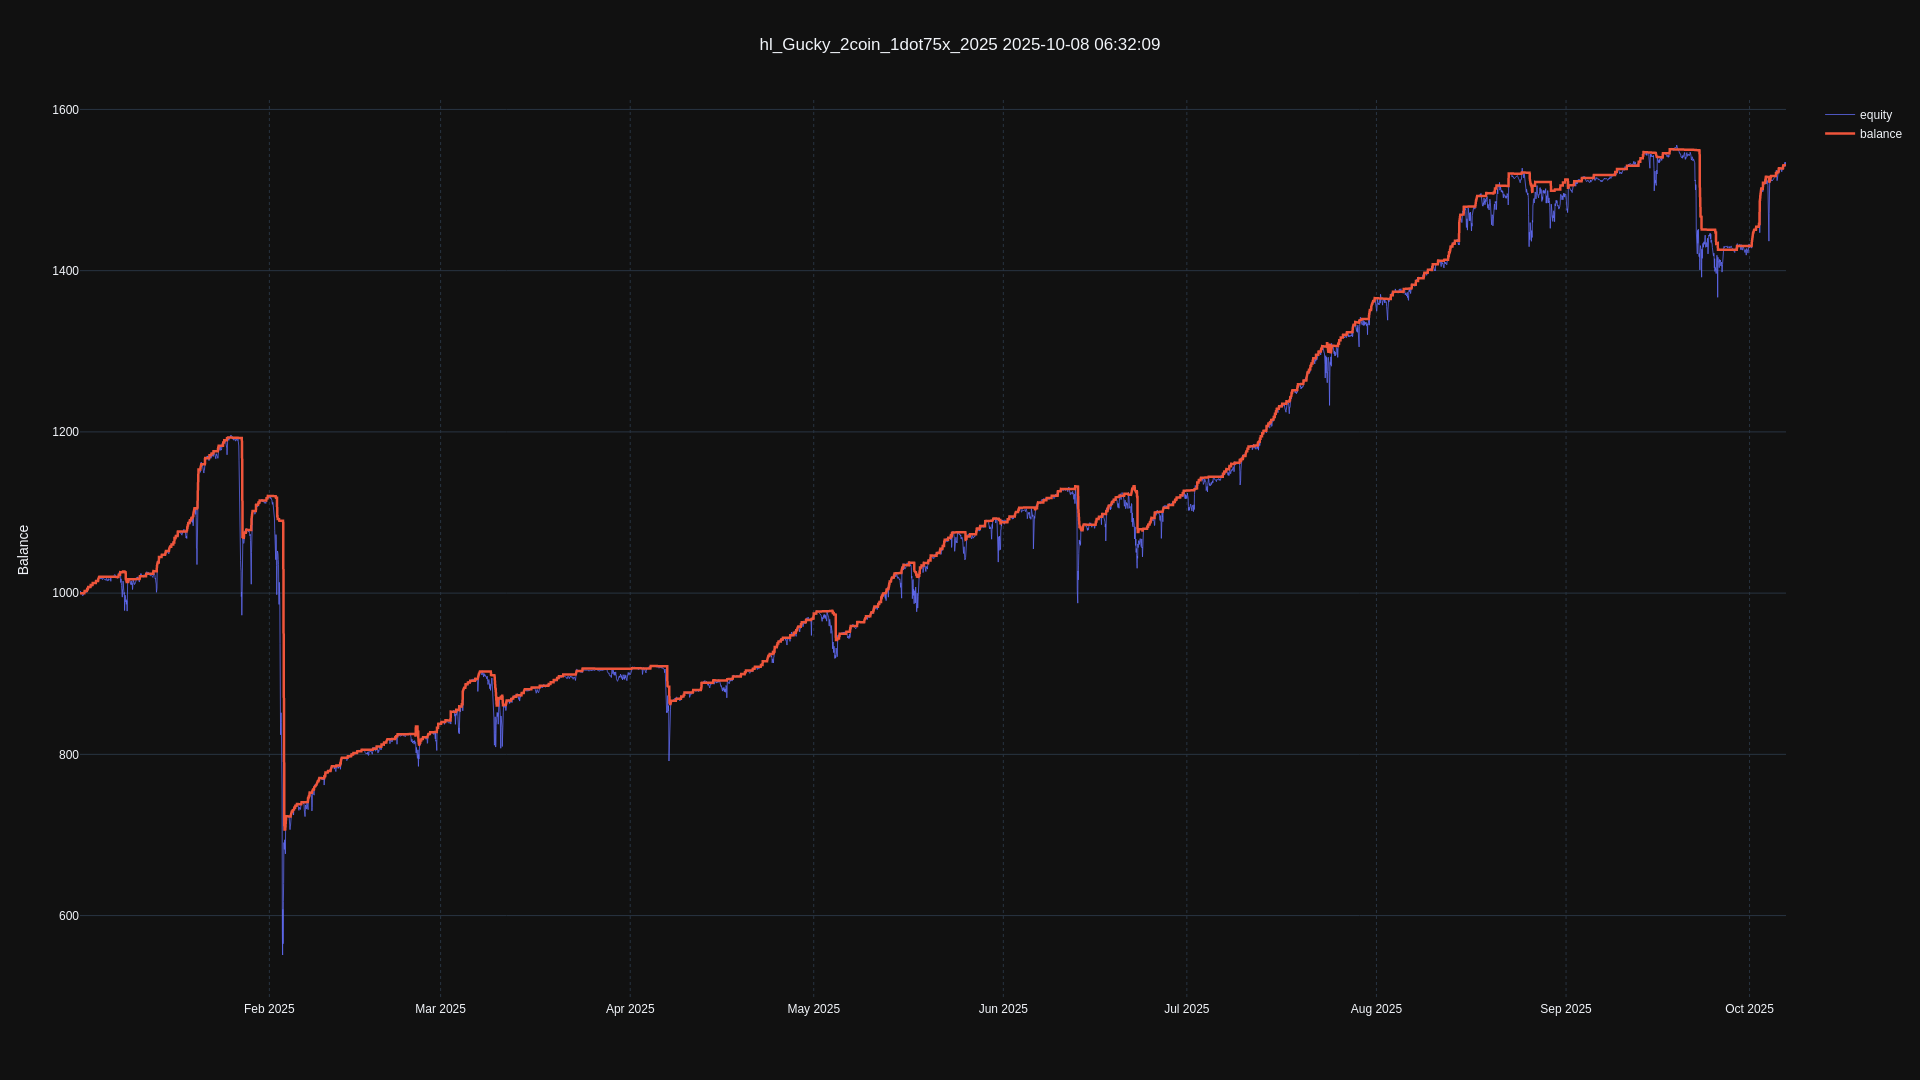 hl_Gucky_2coin_1dot75x_2025 2025-10-08 06:32:09
equity
balance
Balance
1600
1400
1200
1000
800
600
Feb 2025
Mar 2025
Apr 2025
May 2025
Jun 2025
Jul 2025
Aug 2025
Sep 2025
Oct 2025